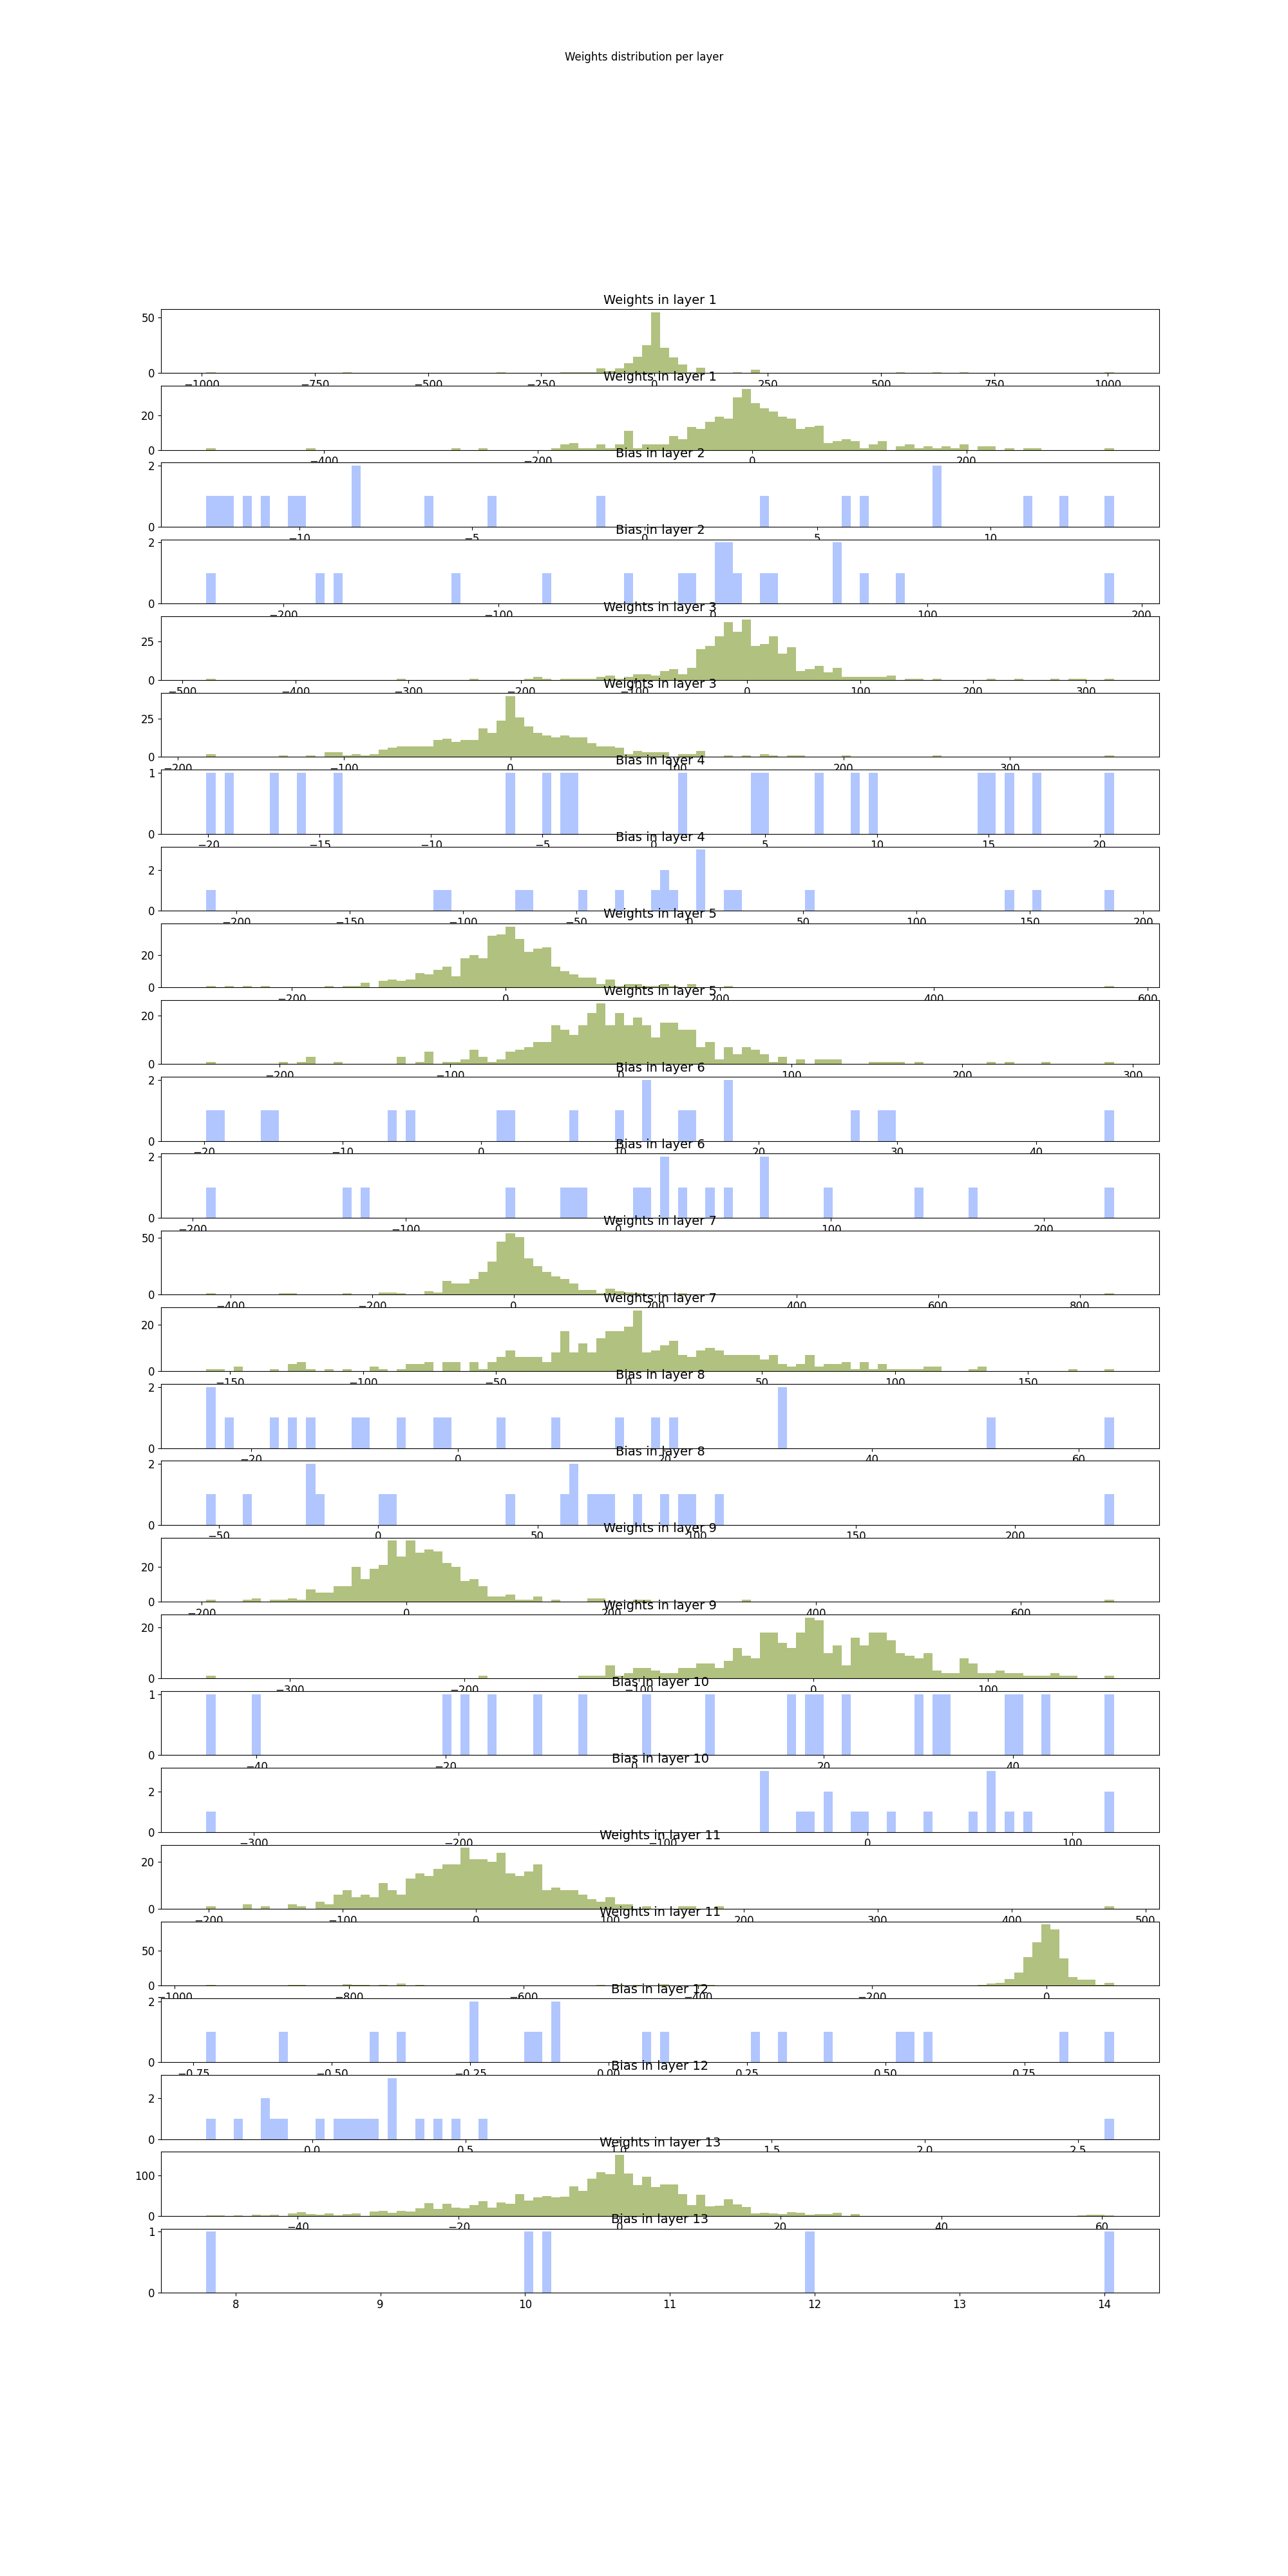 Weights distribution per layer
Weights in layer 1
50
0
−1000 −750 −500 −250 0 250 500 750 1000
Weights in layer 1
20
0
−400 −200 0 200
Bias in layer 2
2
0
−10 −5 0 5 10
Bias in layer 2
2
0
−200 −100 0 100 200
Weights in layer 3
25
0
−500 −400 −300 −200 −100 0 100 200 300
Weights in layer 3
25
0
−200 −100 0 100 200 300
Bias in layer 4
1
0
−20 −15 −10 −5 0 5 10 15 20
Bias in layer 4
2
0
−200 −150 −100 −50 0 50 100 150 200
Weights in layer 5
20
0
−200 0 200 400 600
Weights in layer 5
20
0
−200 −100 0 100 200 300
Bias in layer 6
2
0
−20 −10 0 10 20 30 40
Bias in layer 6
2
0
−200 −100 0 100 200
Weights in layer 7
50
0
−400 −200 0 200 400 600 800
Weights in layer 7
20
0
−150 −100 −50 0 50 100 150
Bias in layer 8
2
0
−20 0 20 40 60
Bias in layer 8
2
0
−50 0 50 100 150 200
Weights in layer 9
20
0
−200 0 200 400 600
Weights in layer 9
20
0
−300 −200 −100 0 100
Bias in layer 10
1
0
−40 −20 0 20 40
Bias in layer 10
2
0
−300 −200 −100 0 100
Weights in layer 11
20
0
−200 −100 0 100 200 300 400 500
Weights in layer 11
50
0
−1000 −800 −600 −400 −200 0
Bias in layer 12
2
0
−0.75 −0.50 −0.25 0.00 0.25 0.50 0.75
Bias in layer 12
2
0
0.0 0.5 1.0 1.5 2.0 2.5
Weights in layer 13
100
0
−40 −20 0 20 40 60
Bias in layer 13
1
0
8 9 10 11 12 13 14